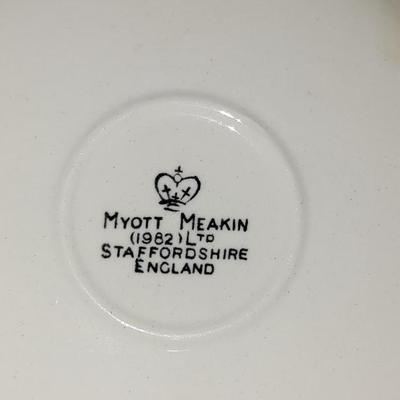 MYOTT MEAKIN
(1982) LTD
STAFFORDSHIRE
ENGLAND